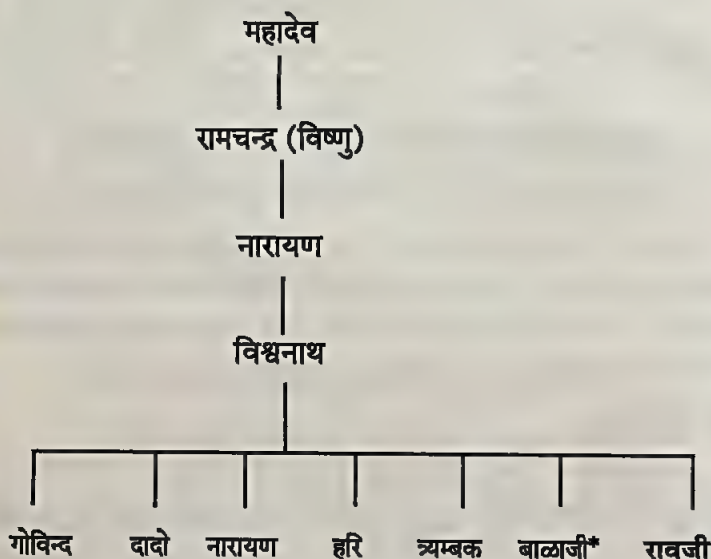 महादेव
रामचन्द्र (विष्णु)
नारायण
विश्वनाथ
गोविन्द दादो नारायण हरि त्र्यम्बक बाळाजी* रावजी